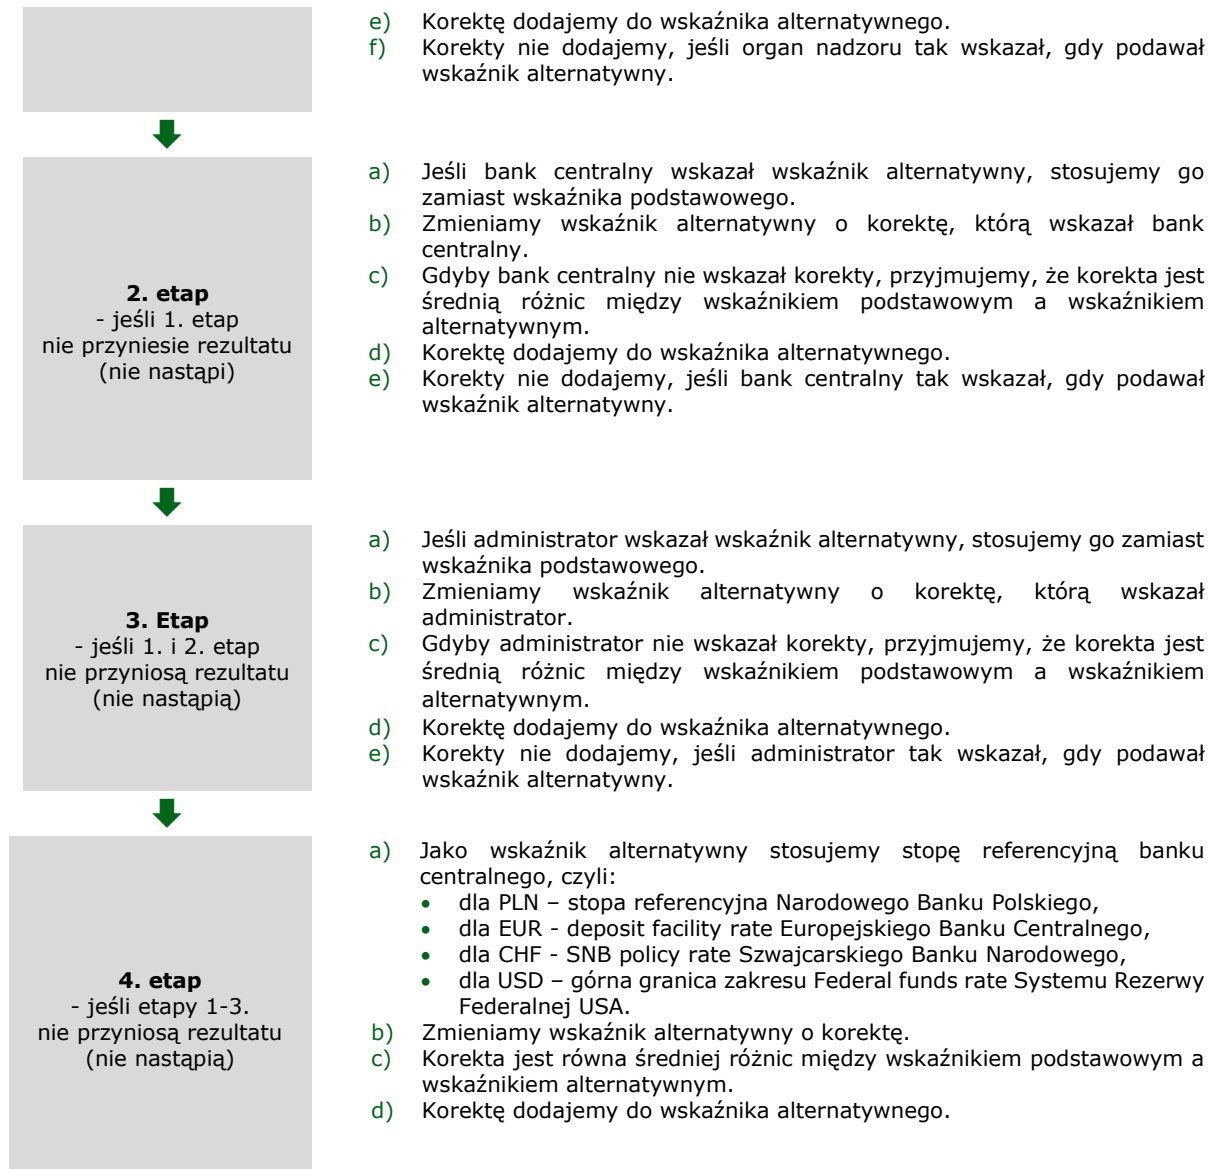 e) Korektę dodajemy do wskaźnika alternatywnego.
f) Korekty nie dodajemy, jeśli organ nadzoru tak wskazał, gdy podawał
wskaźnik alternatywny.
2. etap
- jeśli 1. etap
nie przyniesie rezultatu
(nie nastąpi)
a) Jeśli bank centralny wskazał wskaźnik alternatywny, stosujemy go
zamiast wskaźnika podstawowego.
b) Zmieniamy wskaźnik alternatywny o korektę, którą wskazał bank
centralny.
c) Gdyby bank centralny nie wskazał korekty, przyjmujemy, że korekta jest
średnią różnic między wskaźnikiem podstawowym a wskaźnikiem
alternatywnym.
d) Korektę dodajemy do wskaźnika alternatywnego.
e) Korekty nie dodajemy, jeśli bank centralny tak wskazał, gdy podawał
wskaźnik alternatywny.
3. Etap
- jeśli 1. i 2. etap
nie przyniosą rezultatu
(nie nastąpią)
a) Jeśli administrator wskazał wskaźnik alternatywny, stosujemy go zamiast
wskaźnika podstawowego.
b) Zmieniamy wskaźnik alternatywny o korektę, którą wskazał
administrator.
c) Gdyby administrator nie wskazał korekty, przyjmujemy, że korekta jest
średnią różnic między wskaźnikiem podstawowym a wskaźnikiem
alternatywnym.
d) Korektę dodajemy do wskaźnika alternatywnego.
e) Korekty nie dodajemy, jeśli administrator tak wskazał, gdy podawał
wskaźnik alternatywny.
4. etap
- jeśli etapy 1-3.
nie przyniosą rezultatu
(nie nastąpią)
a) Jako wskaźnik alternatywny stosujemy stopę referencyjną banku
centralnego, czyli:
• dla PLN – stopa referencyjna Narodowego Banku Polskiego,
• dla EUR - deposit facility rate Europejskiego Banku Centralnego,
• dla CHF - SNB policy rate Szwajcarskiego Banku Narodowego,
• dla USD – górna granica zakresu Federal funds rate Systemu Rezerwy
Federalnej USA.
b) Zmieniamy wskaźnik alternatywny o korektę.
c) Korekta jest równa średniej różnic między wskaźnikiem podstawowym a
wskaźnikiem alternatywnym.
d) Korektę dodajemy do wskaźnika alternatywnego.